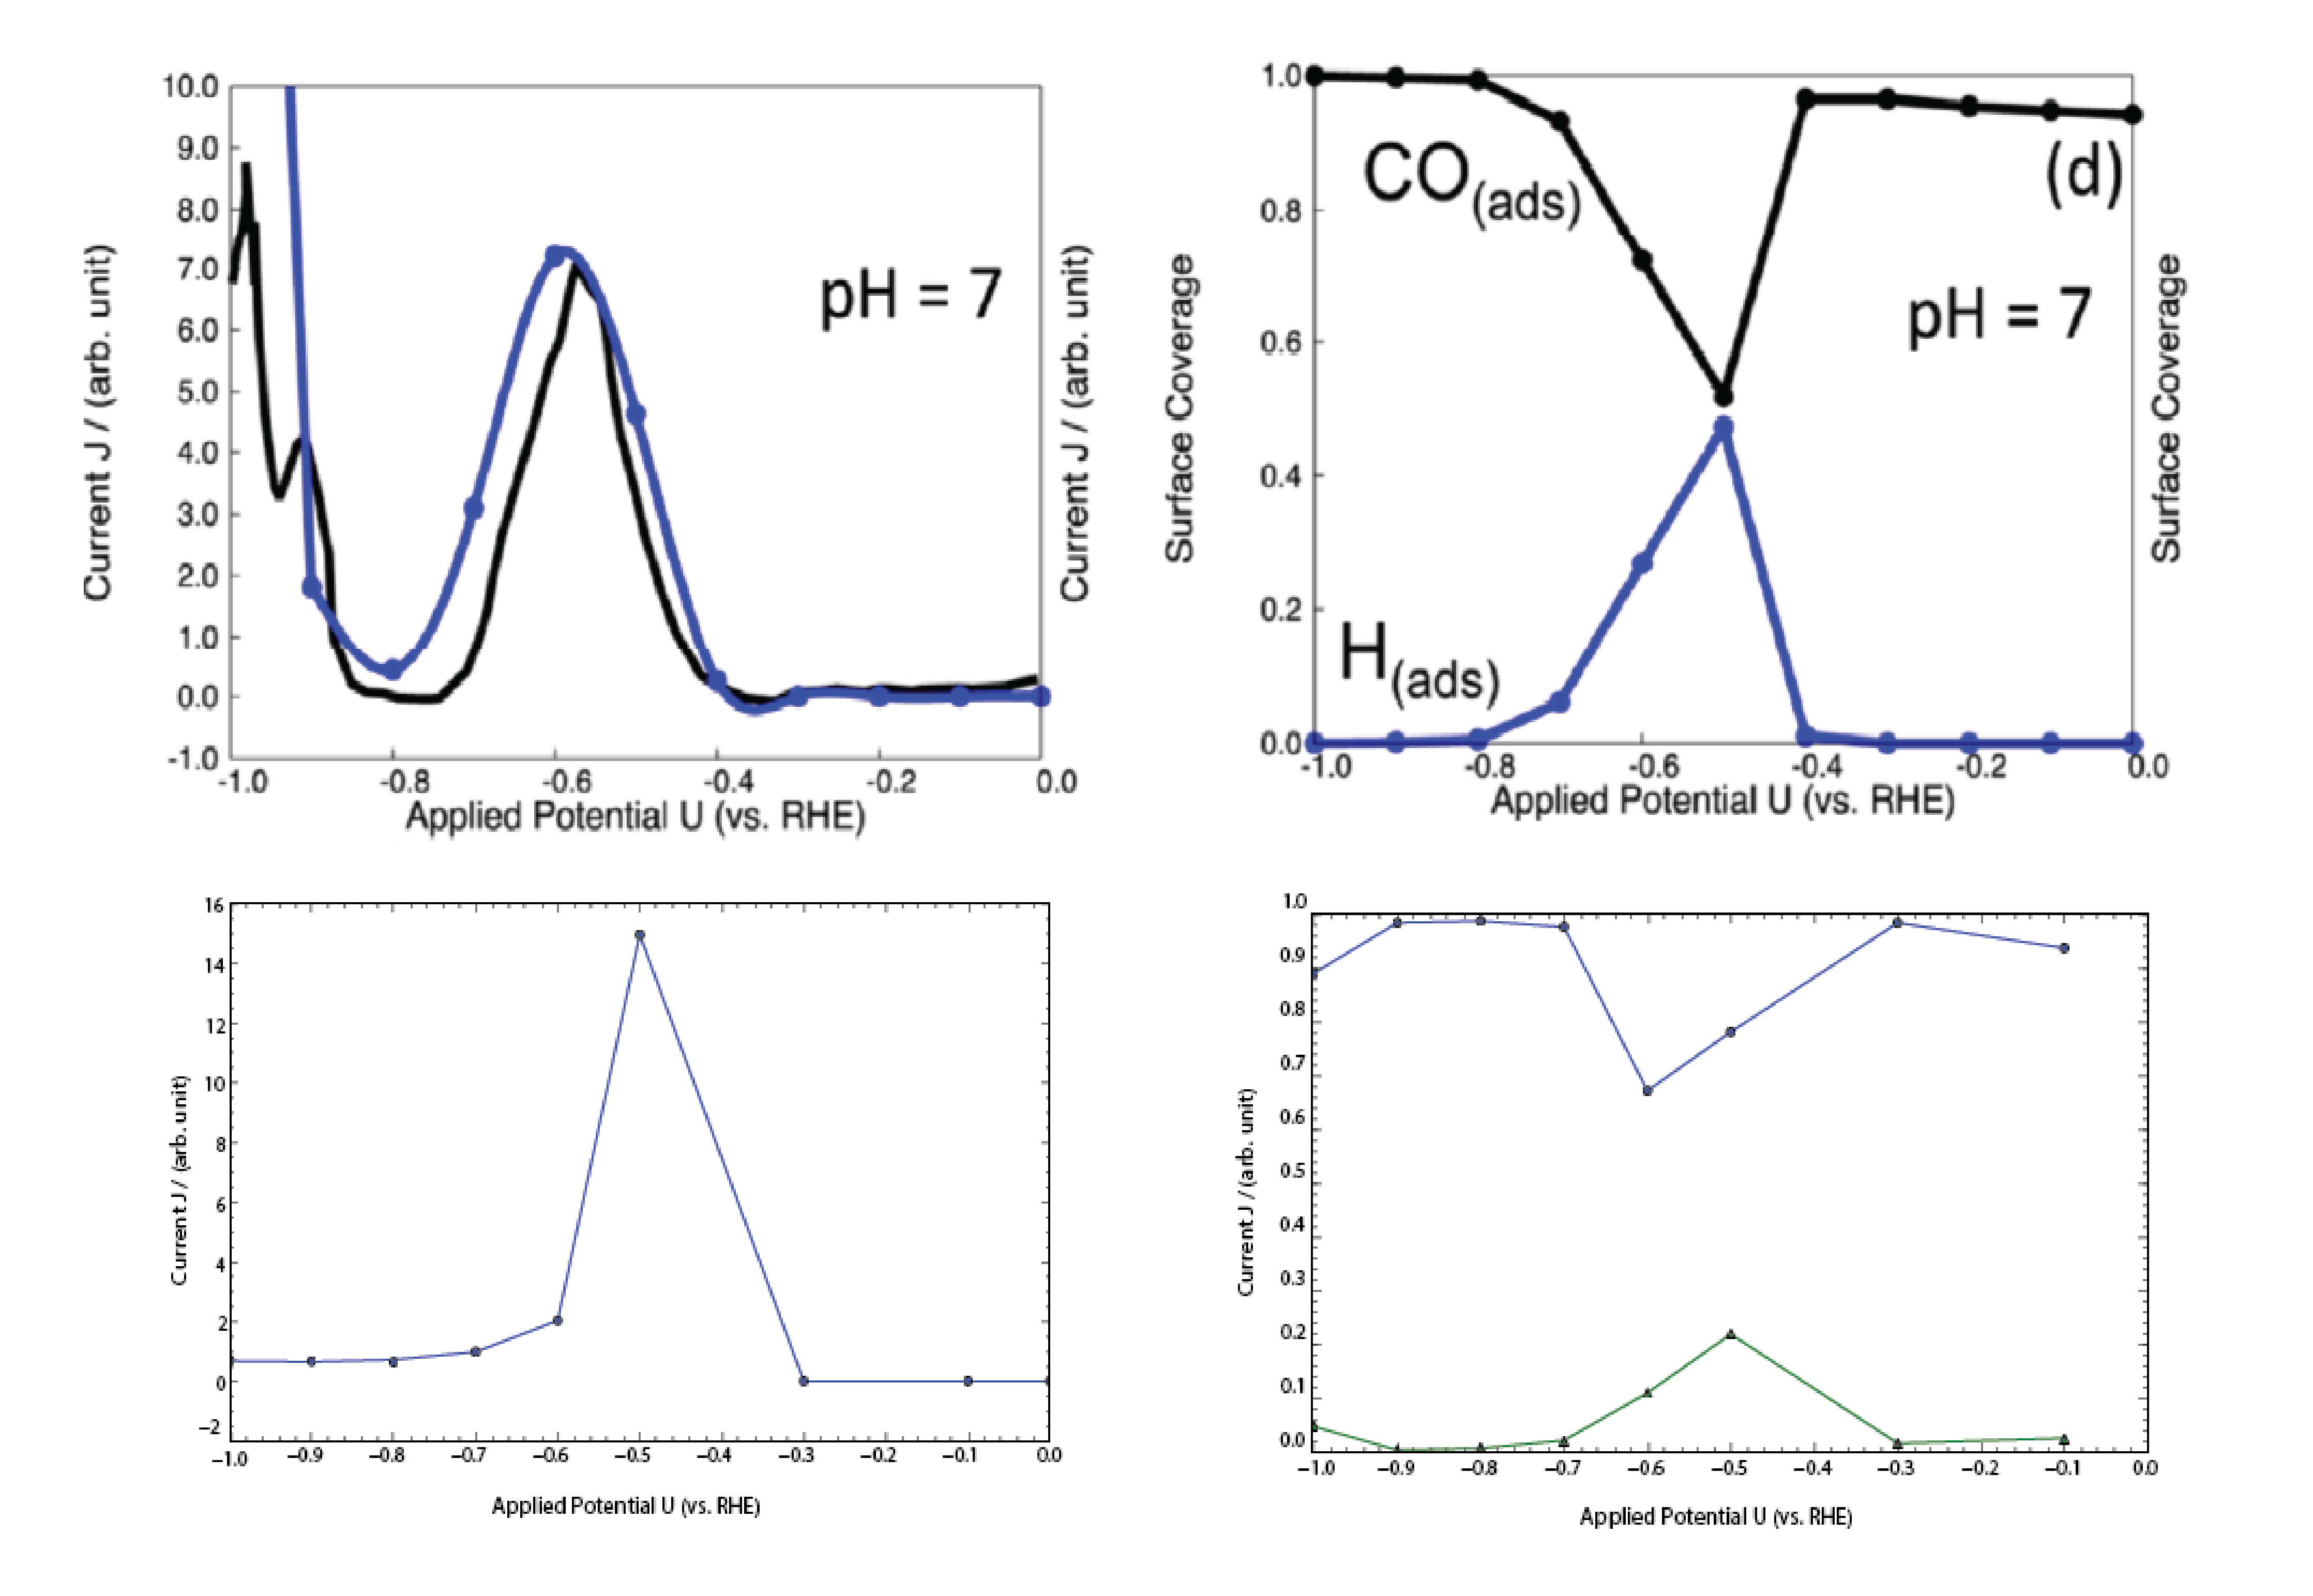 10.0
9.0
8.0
7.0
6.0
5.0
4.0
3.0
2.0
1.0
0.0
-1.0
Current J / (arb. unit)
pH = 7
-1.0 -0.8 -0.6 -0.4 -0.2 0.0
Applied Potential U (vs. RHE)
Current J / (arb. unit)
1.0
0.8
0.6
0.4
0.2
0.0
Surface Coverage
CO(ads)
(d)
pH = 7
H(ads)
-1.0 -0.8 -0.6 -0.4 -0.2 0.0
Applied Potential U (vs. RHE)
Surface Coverage
16
14
12
10
8
6
4
2
0
−2
Current J / (arb. unit)
−1.0 −0.9 −0.8 −0.7 −0.6 −0.5 −0.4 −0.3 −0.2 −0.1 0.0
Applied Potential U (vs. RHE)
1.0
0.9
0.8
0.7
0.6
0.5
0.4
0.3
0.2
0.1
0.0
Current J / (arb. unit)
−1.0 −0.9 −0.8 −0.7 −0.6 −0.5 −0.4 −0.3 −0.2 −0.1 0.0
Applied Potential U (vs. RHE)